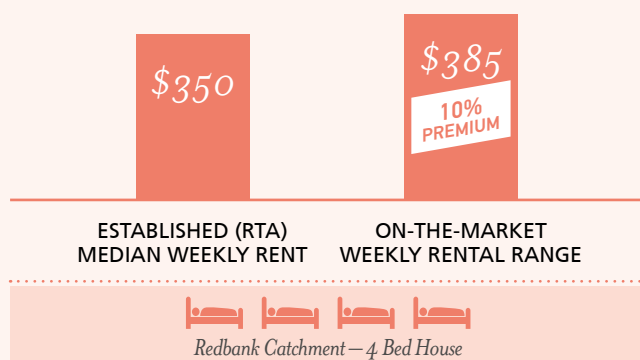 $350
$385
10%
PREMIUM
ESTABLISHED (RTA)
MEDIAN WEEKLY RENT
ON-THE-MARKET
WEEKLY RENTAL RANGE
Redbank Catchment – 4 Bed House